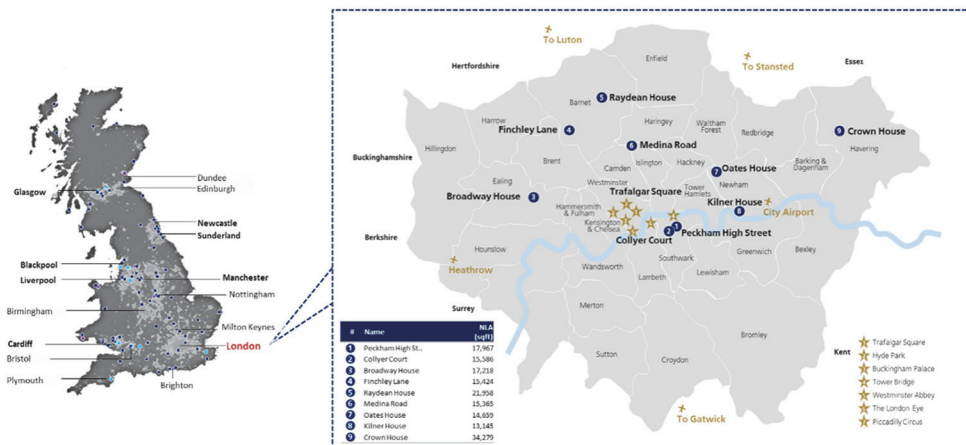 Dundee
Edinburgh
Glasgow
Newcastle
Sunderland
Blackpool
Liverpool
Manchester
Nottingham
Birmingham
Milton Keynes
London
Cardiff
Bristol
Plymouth
Brighton
To Luton
To Stansted
Hertfordshire
Essex
Enfield
Barnet
5 Raydean House
Finchley Lane 4
Harrow
Haringey
Waltham
Forest
Redbridge
9 Crown House
Havering
Hillingdon
6 Medina Road
Buckinghamshire
Brent
Camden
Islington
Hackney
7 Oates House
Barking &
Dagenham
Ealing
Westminster
Trafalgar Square
Tower
Hamlets
Newham
Broadway House 3
Hammersmith
& Fulham
Kensington
& Chelsea
Kilner House
8
City Airport
Berkshire
Hounslow
1
2
Peckham High Street
Collyer Court
Southwark
Greenwich
Bexley
Heathrow
Wandsworth
Lambeth
Lewisham
Surrey
Merton
Bromley
Sutton
Croydon
Kent
To Gatwick
# Name NLA
(sqft)
1 Peckham High St.. 17,967
2 Collyer Court 15,586
3 Broadway House 17,218
4 Finchley Lane 15,424
5 Raydean House 21,958
6 Medina Road 15,365
7 Oates House 14,659
8 Kilner House 13,145
9 Crown House 34,279
Trafalgar Square
Hyde Park
Buckingham Palace
Tower Bridge
Westminster Abbey
The London Eye
Piccadilly Circus